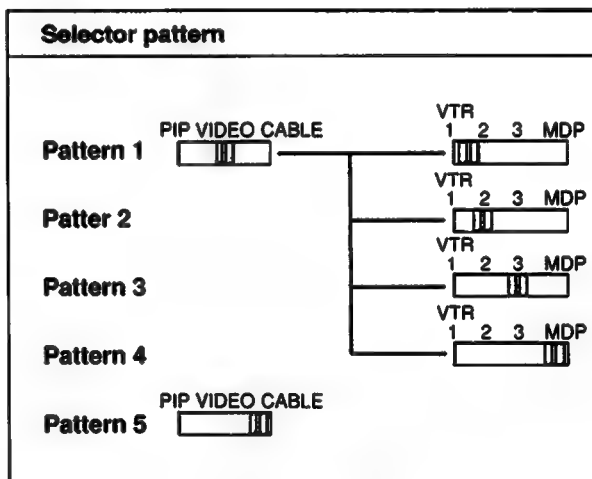 Selector pattern
VTR
PIP VIDEO CABLE 1 2 3 MDP
Pattern 1
VTR
1 2 3 MDP
Patter 2
VTR
1 2 3 MDP
Pattern 3
VTR
1 2 3 MDP
Pattern 4
PIP VIDEO CABLE
Pattern 5